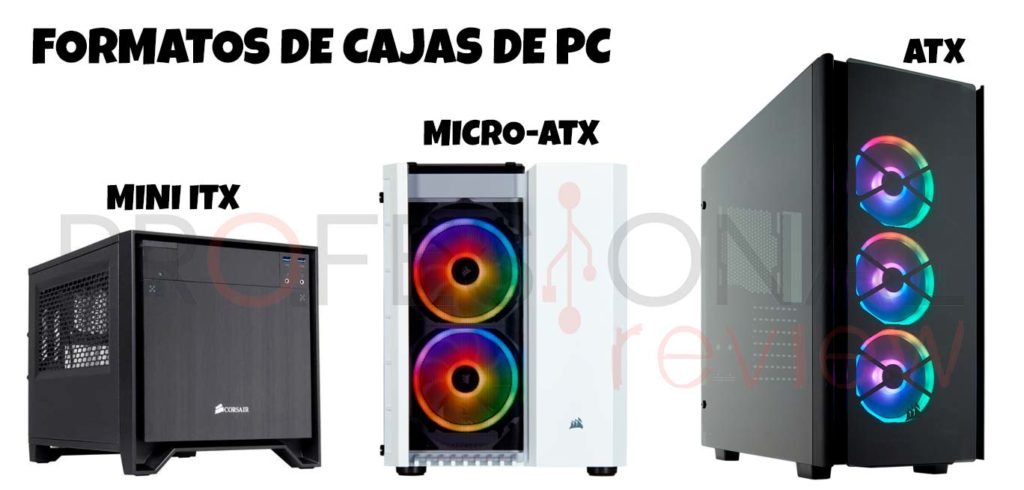 FORMATOS DE CAJAS DE PC
ATX
MICRO-ATX
MINI ITX
PROFESIONAL
review
CORSAIR